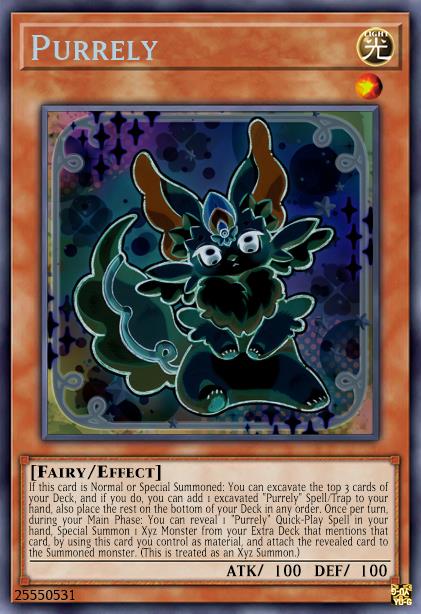 Purrely
LIGHT
光
[Fairy/Effect]
If this card is Normal or Special Summoned: You can excavate the top 3 cards of
your Deck, and if you do, you can add 1 excavated "Purrely" Spell/Trap to your
hand, also place the rest on the bottom of your Deck in any order. Once per turn,
during your Main Phase: You can reveal 1 "Purrely" Quick-Play Spell in your
hand, Special Summon 1 Xyz Monster from your Extra Deck that mentions that
card, by using this card you control as material, and attach the revealed card to
the Summoned monster. (This is treated as an Xyz Summon.)
ATK/ 100 DEF/ 100
25550531